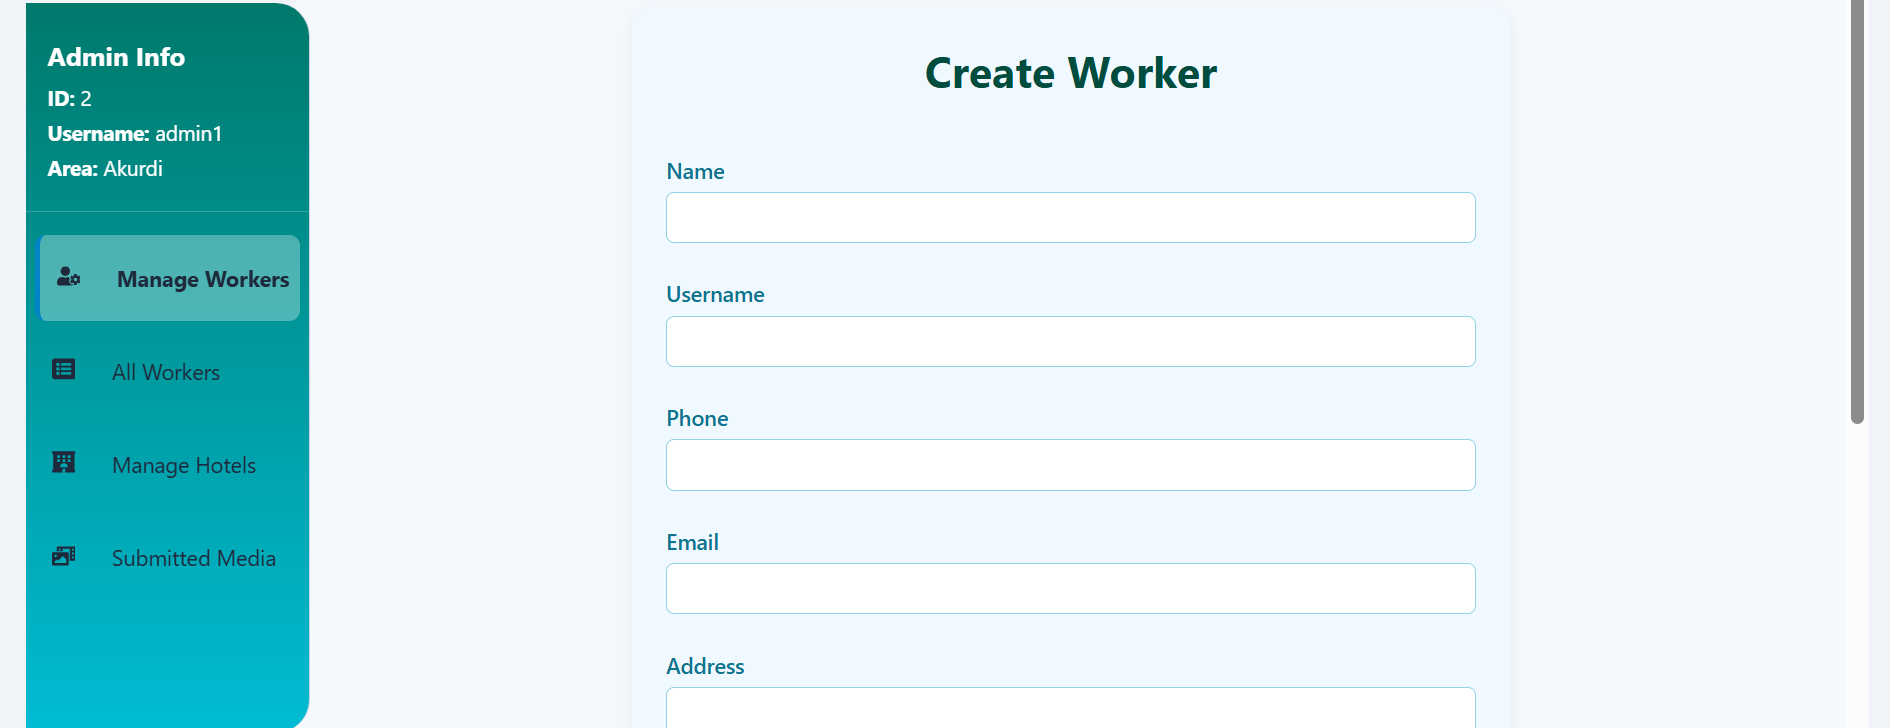 Admin Info
ID: 2
Username: admin1
Area: Akurdi
Manage Workers
All Workers
Manage Hotels
Submitted Media
Create Worker
Name
Username
Phone
Email
Address